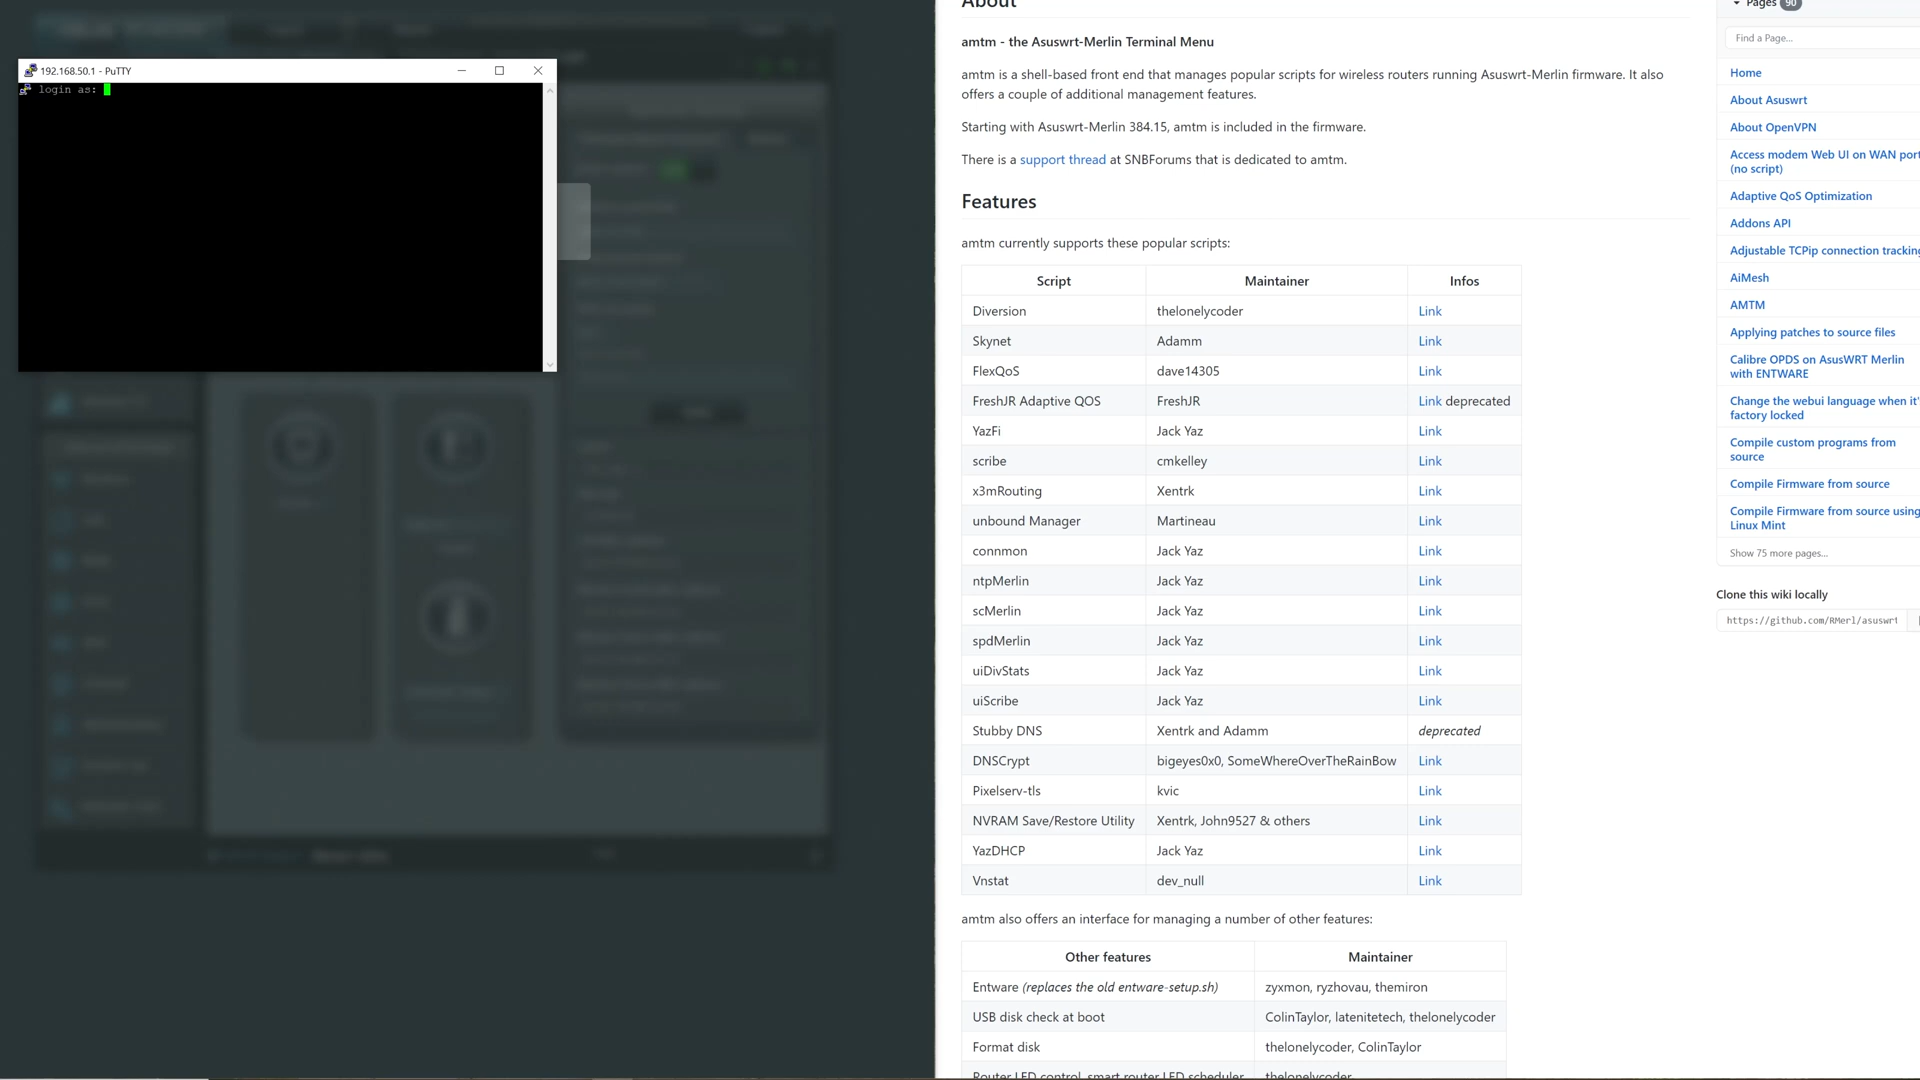 192.168.50.1 - PuTTY
login as:
About
amtm - the Asuswrt-Merlin Terminal Menu
amtm is a shell-based front end that manages popular scripts for wireless routers running Asuswrt-Merlin firmware. It also
offers a couple of additional management features.
Starting with Asuswrt-Merlin 384.15, amtm is included in the firmware.
There is a support thread at SNBForums that is dedicated to amtm.
Features
amtm currently supports these popular scripts:
Script Maintainer Infos
Diversion thelonelycoder Link
Skynet Adamm Link
FlexQoS dave14305 Link
FreshJR Adaptive QOS FreshJR Link deprecated
YazFi Jack Yaz Link
scribe cmkelley Link
x3mRouting Xentrk Link
unbound Manager Martineau Link
connmon Jack Yaz Link
ntpMerlin Jack Yaz Link
scMerlin Jack Yaz Link
spdMerlin Jack Yaz Link
uiDivStats Jack Yaz Link
uiScribe Jack Yaz Link
Stubby DNS Xentrk and Adamm deprecated
DNSCrypt bigeyes0x0, SomeWhereOverTheRainBow Link
Pixelserv-tls kvic Link
NVRAM Save/Restore Utility Xentrk, John9527 & others Link
YazDHCP Jack Yaz Link
Vnstat dev_null Link
amtm also offers an interface for managing a number of other features:
Other features Maintainer
Entware (replaces the old entware-setup.sh) zyxmon, ryzhovau, themiron
USB disk check at boot ColinTaylor, latenitetech, thelonelycoder
Format disk thelonelycoder, ColinTaylor
Router LED control, smart router LED scheduler thelonelycoder
Pages 90
Find a Page...
Home
About Asuswrt
About OpenVPN
Access modem Web UI on WAN port
(no script)
Adaptive QoS Optimization
Addons API
Adjustable TCPip connection tracking
AiMesh
AMTM
Applying patches to source files
Calibre OPDS on AsusWRT Merlin
with ENTWARE
Change the webui language when it's
factory locked
Compile custom programs from
source
Compile Firmware from source
Compile Firmware from source using
Linux Mint
Show 75 more pages...
Clone this wiki locally
https://github.com/RMerl/asuswrt